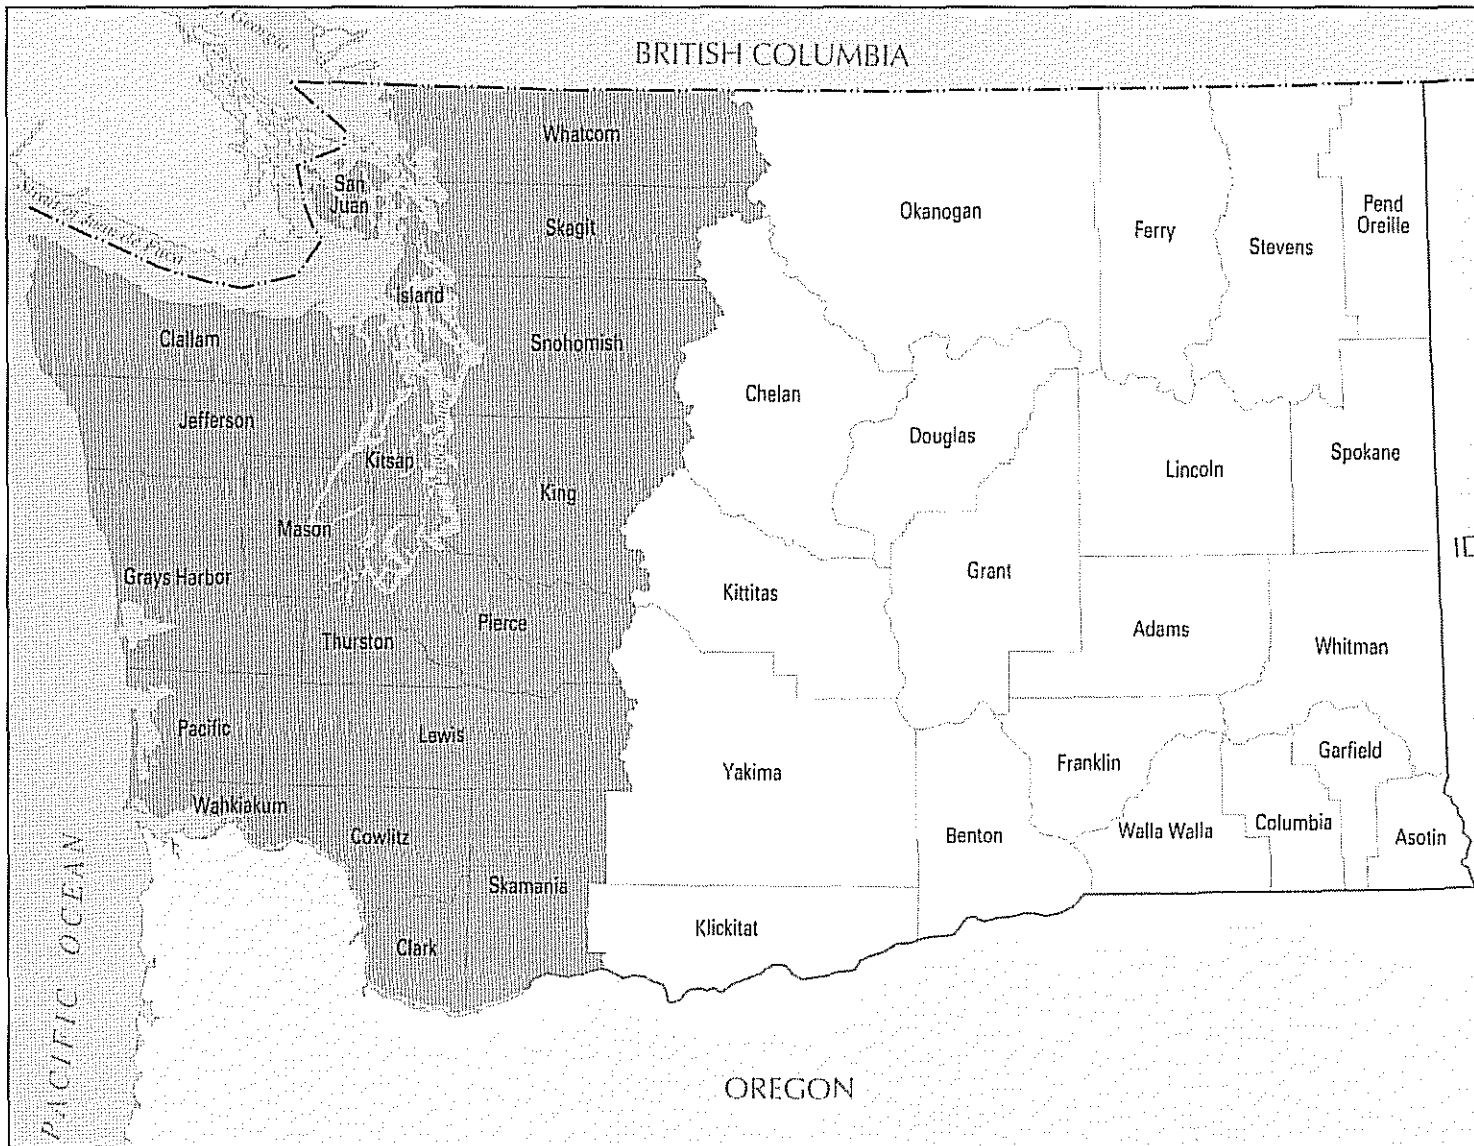 BRITISH COLUMBIA
Whatcom
San
Juan
Skagit
Okanogan
Ferry
Stevens
Pend
Oreille
Island
Clallam
Snohomish
Chelan
Jefferson
Douglas
Kitsap
Lincoln
Spokane
King
Mason
Grays Harbor
Kittitas
Grant
Thurston
Pierce
Adams
Whitman
Pacific
Lewis
Yakima
Franklin
Garfield
Wahkiakum
Cowlitz
Benton
Walla Walla
Columbia
Asotin
Skamania
Clark
Klickitat
PACIFIC OCEAN
OREGON